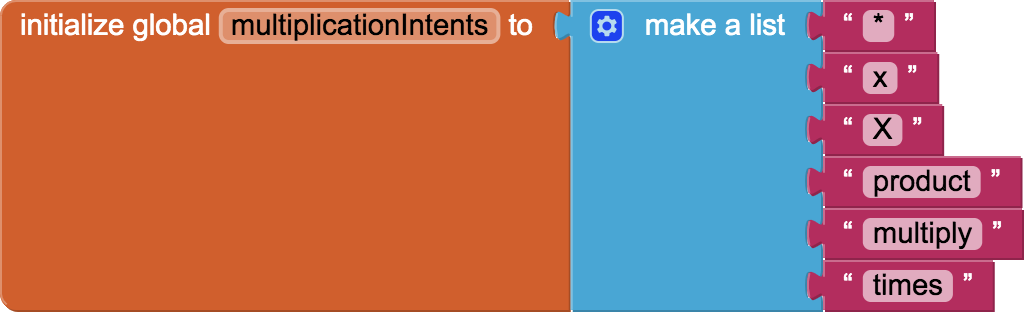 initialize global multiplicationIntents to make a list “ * ”
“ x ”
“ X ”
“ product ”
“ multiply ”
“ times ”